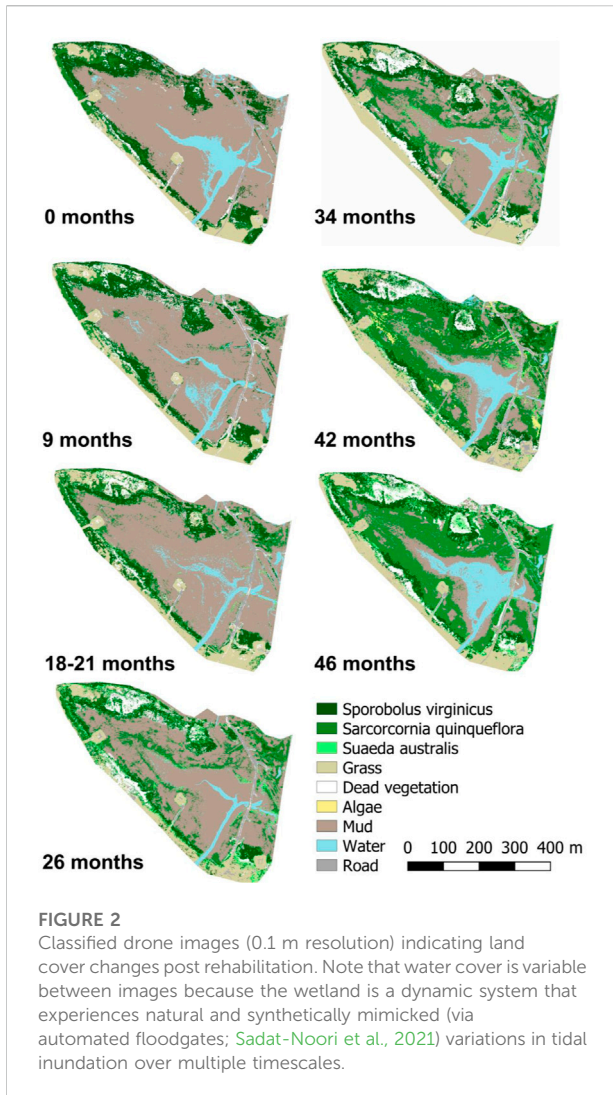 0 months
34 months
9 months
42 months
18-21 months
46 months
26 months
Sporobolus virginicus
Sarcorcornia quinqueflora
Suaeda australis
Grass
Dead vegetation
Algae
Mud
Water
Road
0 100 200 300 400 m
FIGURE 2
Classified drone images (0.1 m resolution) indicating land
cover changes post rehabilitation. Note that water cover is variable
between images because the wetland is a dynamic system that
experiences natural and synthetically mimicked (via
automated floodgates; Sadat-Noori et al., 2021) variations in tidal
inundation over multiple timescales.